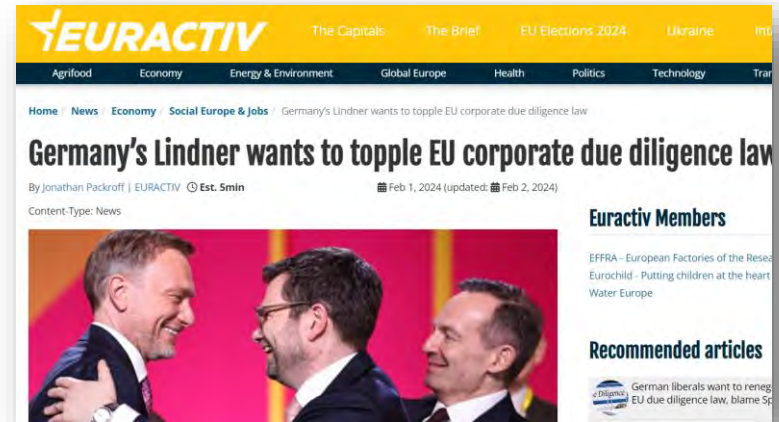 EURACTIV
The Capitals The Brief EU Elections 2024 Ukraine Int
Agrifood Economy Energy & Environment Global Europe Health Politics Technology Tran
Home / News / Economy / Social Europe & Jobs / Germany's Lindner wants to topple EU corporate due diligence law
Germany's Lindner wants to topple EU corporate due diligence law
By Jonathan Packroff | EURACTIV Est. 5min Feb 1, 2024 (updated: Feb 2, 2024)
Content-Type: News
Euractiv Members
EFFRA - European Factories of the Resea
Eurochild - Putting children at the heart
Water Europe
Recommended articles
German liberals want to reneg
EU due diligence law, blame Sp